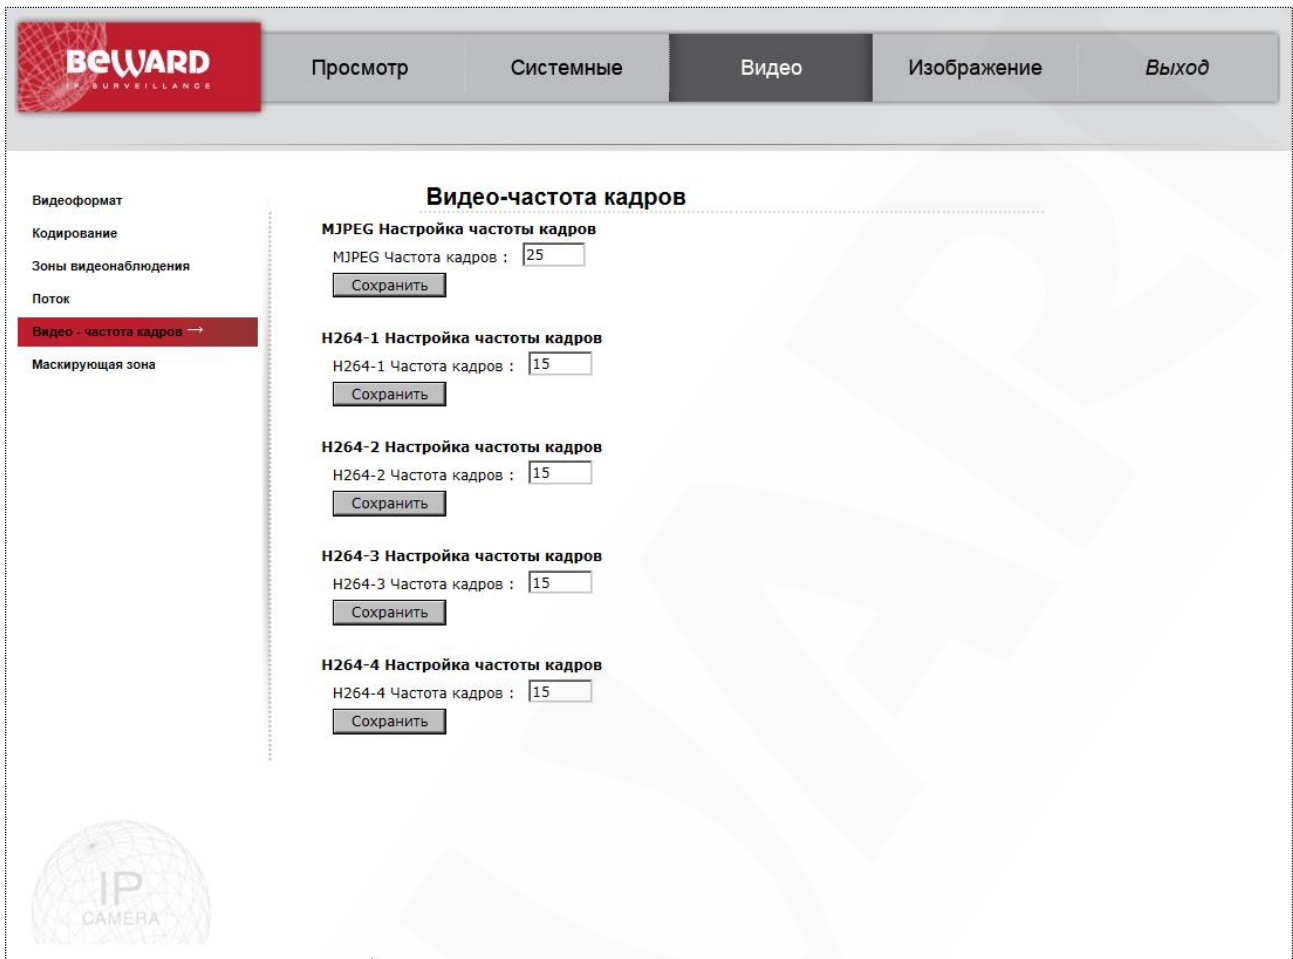 BEWARD
IP SURVEILLANCE
Просмотр Системные Видео Изображение Выход
Видеоформат
Кодирование
Зоны видеонаблюдения
Поток
Видео - частота кадров →
Маскирующая зона
Видео-частота кадров
MJPEG Настройка частоты кадров
MJPEG Частота кадров : 25
Сохранить
H264-1 Настройка частоты кадров
H264-1 Частота кадров : 15
Сохранить
H264-2 Настройка частоты кадров
H264-2 Частота кадров : 15
Сохранить
H264-3 Настройка частоты кадров
H264-3 Частота кадров : 15
Сохранить
H264-4 Настройка частоты кадров
H264-4 Частота кадров : 15
Сохранить
IP
CAMERA